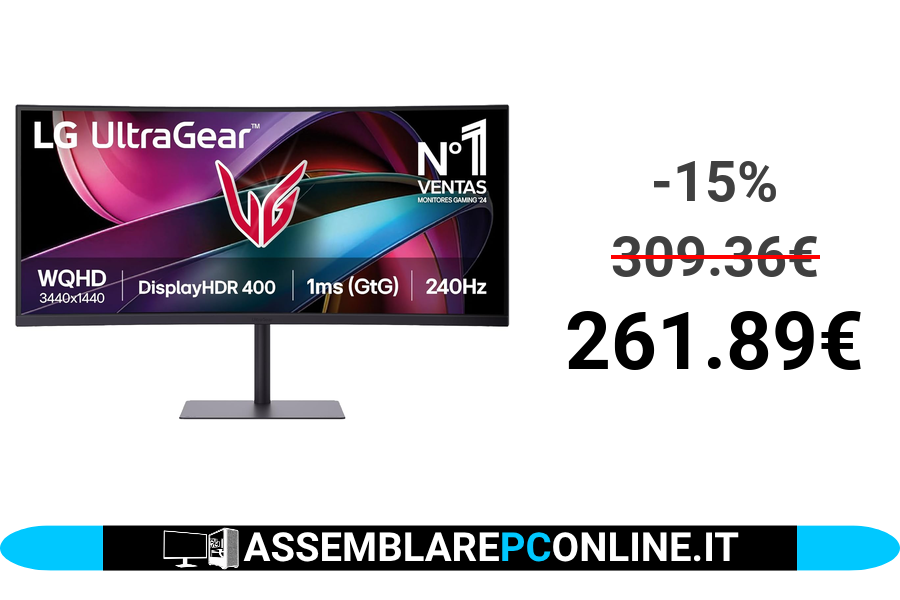 LG UltraGear™
Nº1
VENTAS
MONITORES GAMING '24
WQHD
3440x1440
DisplayHDR 400
1ms (GtG)
240Hz
-15%
309.36€
261.89€
ASSEMBLAREPCONLINE.IT